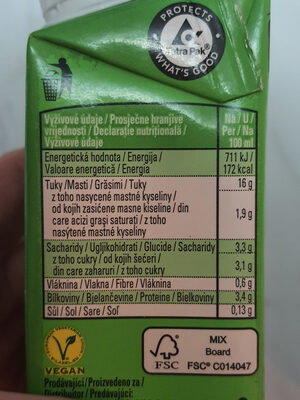 PROTECTS
Tetra Pak®
WHAT'S GOOD
Výživové údaje / Prosječne hranjive
vrijednosti / Declarație nutrițională /
Výživové údaje
Na / U /
Per / Na
100 ml
Energetická hodnota / Energija /
Valoare energetică / Energia
711 kJ /
172 kcal
Tuky /Masti / Grăsimi / Tuky
16 g
z toho nasycené mastné kyseliny /
od kojih zasićene masne kiseline / din
care acizi grași saturați / z toho
nasýtené mastné kyseliny
1,9 g
Sacharidy / Ugljikohidrati / Glucide / Sacharidy
3,3 g
z toho cukry / od kojih šećeri /
din care zaharuri / z toho cukry
3,1 g
Vláknina / Vlakna / Fibre / Vláknina
0,6 g
Bílkoviny / Bjelančevine / Proteine / Bielkoviny
3,4 g
Sůl / Sol / Sare / Soľ
0,13 g
VEGAN
FSC
MIX
Board
FSC® C014047
Prodávající/Proizvedeno za /
Distribuitor / Predávajúci: